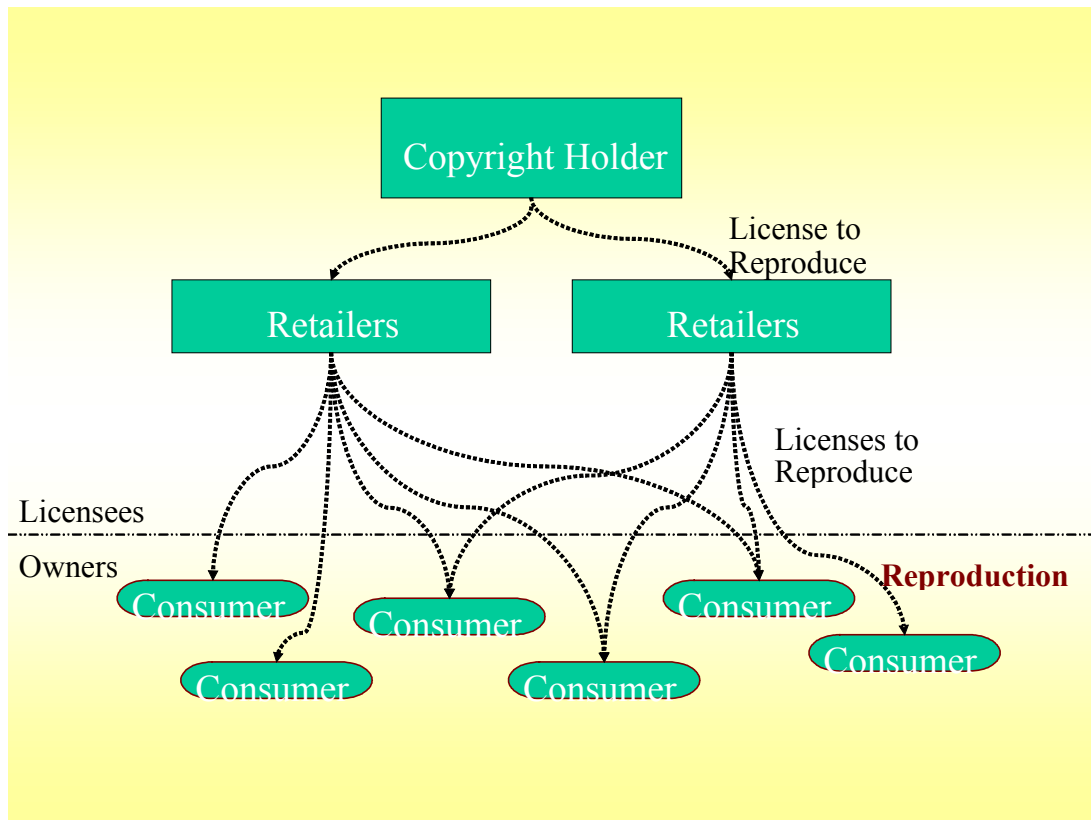 Copyright Holder
License to
Reproduce
Retailers
Retailers
Licenses to
Reproduce
Licensees
Owners
Reproduction
Consumer
Consumer
Consumer
Consumer
Consumer
Consumer